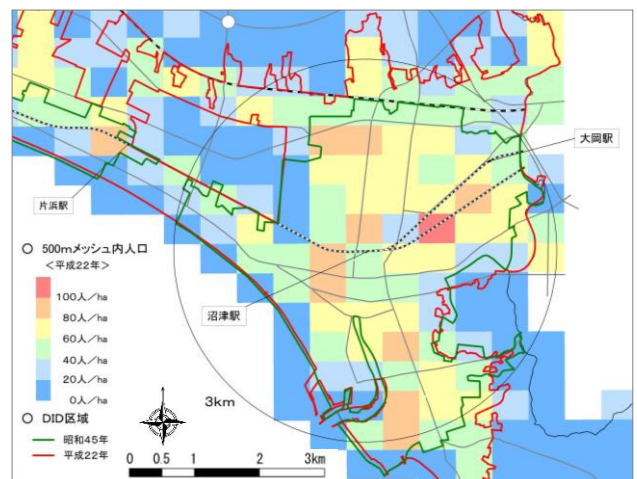 大岡駅
片浜駅
○ 500mメッシュ内人口
<平成22年>
100人/ha
80人/ha
60人/ha
40人/ha
20人/ha
0人/ha
沼津駅
○ DID区域
昭和45年
平成22年
3km
0 0.5 1 2 3km